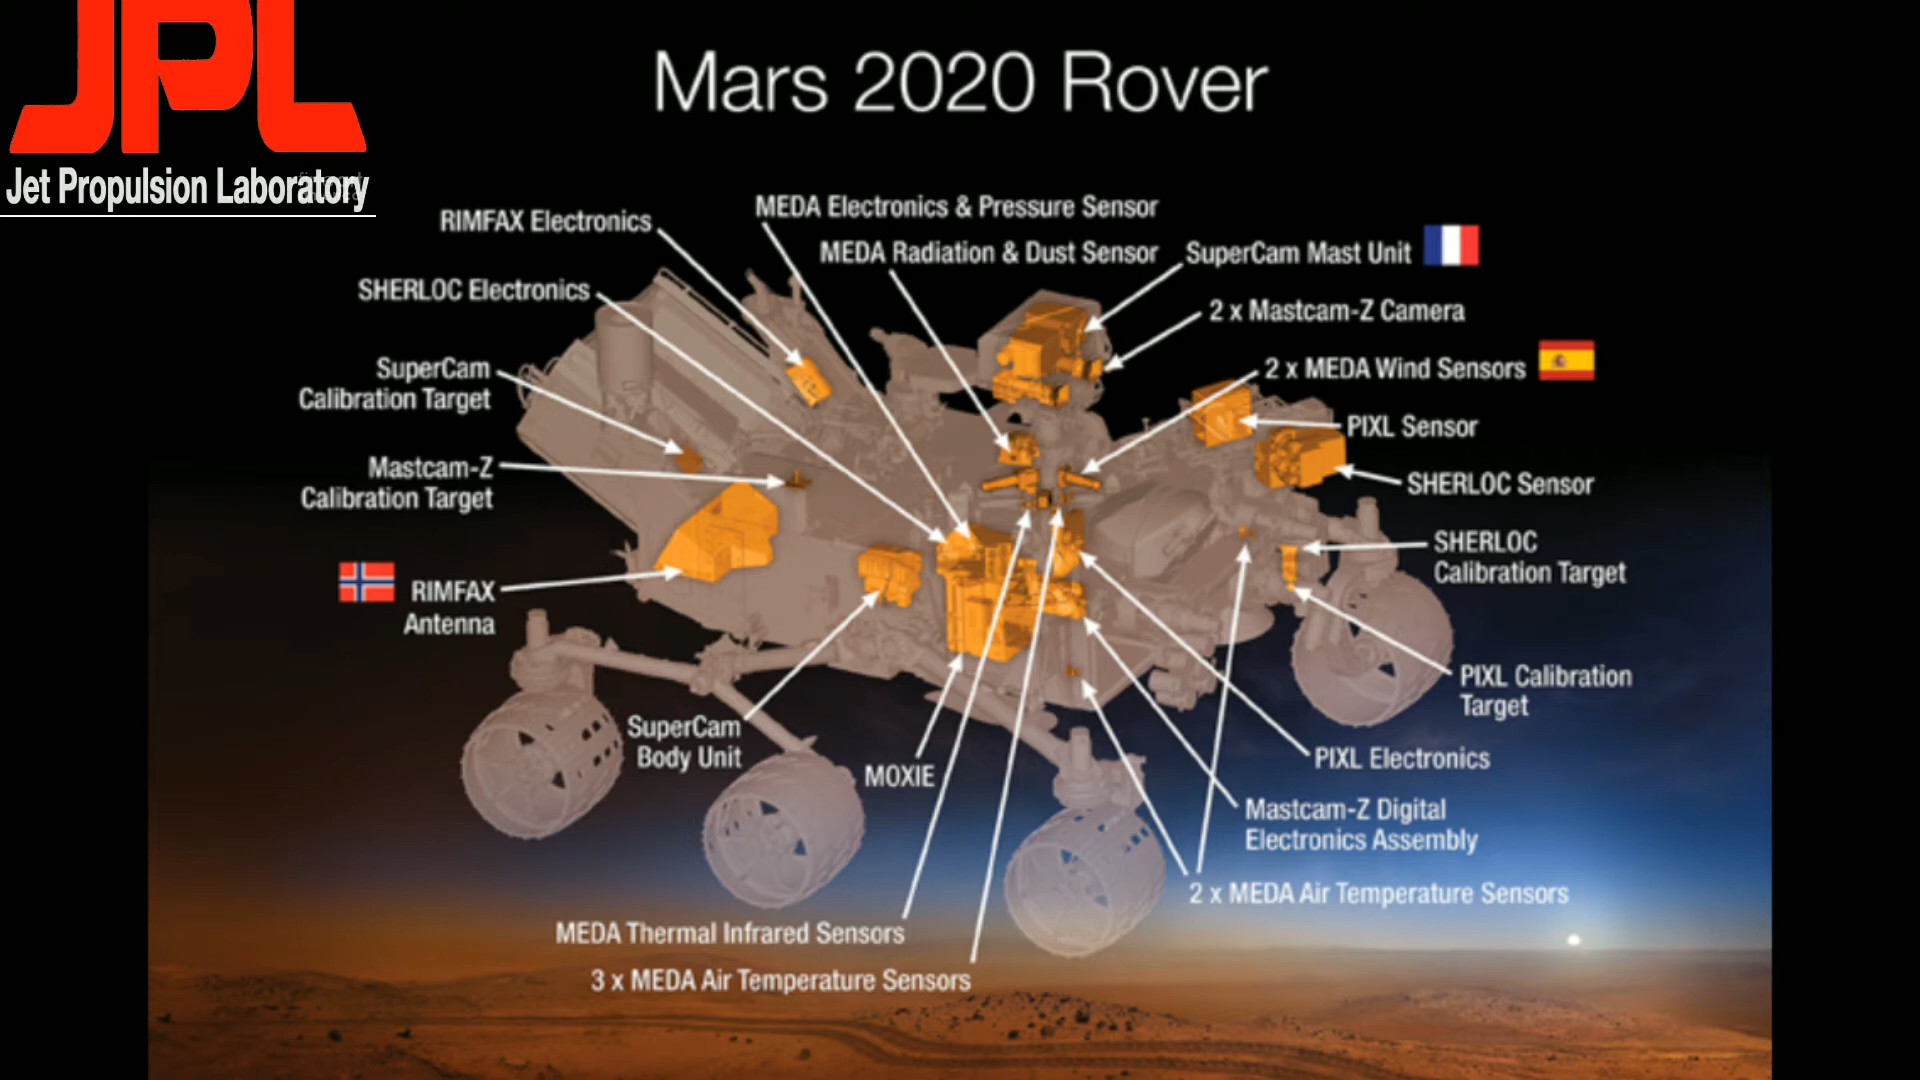 JPL
Jet Propulsion Laboratory
Mars 2020 Rover
RIMFAX Electronics
MEDA Electronics & Pressure Sensor
MEDA Radiation & Dust Sensor
SuperCam Mast Unit
SHERLOC Electronics
2 x Mastcam-Z Camera
SuperCam
Calibration Target
2 x MEDA Wind Sensors
PIXL Sensor
Mastcam-Z
Calibration Target
SHERLOC Sensor
SHERLOC
Calibration Target
RIMFAX
Antenna
PIXL Calibration
Target
SuperCam
Body Unit
MOXIE
PIXL Electronics
Mastcam-Z Digital
Electronics Assembly
2 x MEDA Air Temperature Sensors
MEDA Thermal Infrared Sensors
3 x MEDA Air Temperature Sensors